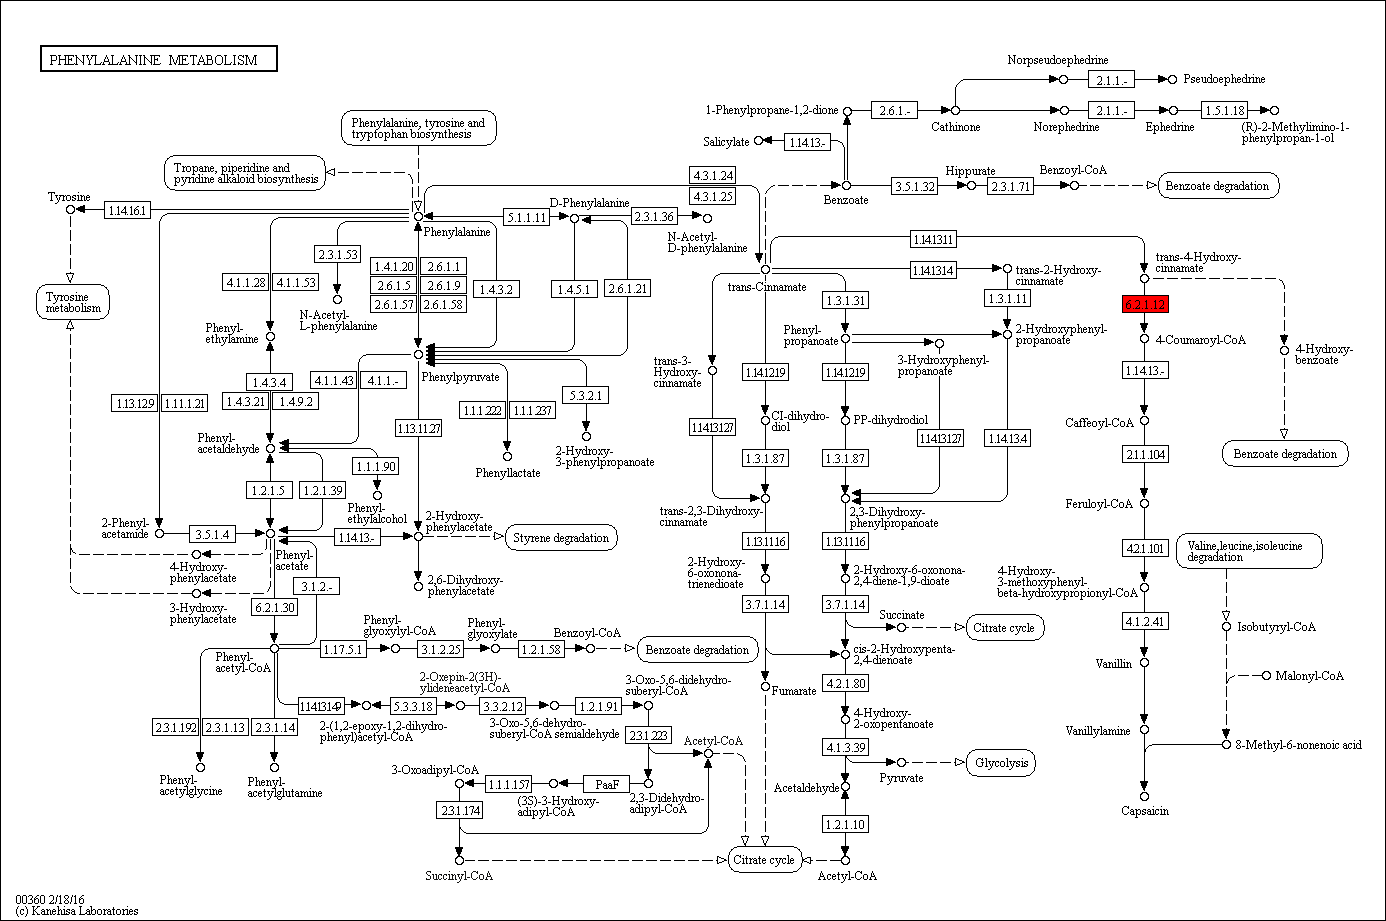 PHENYLALANINE METABOLISM
Norpseudoephedrine
2.1.1.-
Pseudoephedrine
1-Phenylpropane-1,2-dione
2.6.1.-
Cathinone
2.1.1.-
Norephedrine
Ephedrine
1.5.1.18
(R)-2-Methylimino-1-
phenylpropan-1-ol
Phenylalanine, tyrosine and
tryptophan biosynthesis
Salicylate
1.14.13.-
Tropane, piperidine and
pyridine alkaloid biosynthesis
4.3.1.24
4.3.1.25
Hippurate
Benzoyl-CoA
Benzoate
3.5.1.32
2.3.1.71
Benzoate degradation
Tyrosine
1.14.16.1
D-Phenylalanine
5.1.1.11
2.3.1.36
Phenylalanine
N-Acetyl-
D-phenylalanine
2.3.1.53
1.14.13.11
trans-4-Hydroxy-
cinnamate
4.1.1.28
4.1.1.53
1.4.1.20
2.6.1.1
2.6.1.5
2.6.1.9
2.6.1.57
2.6.1.58
1.4.3.2
1.4.5.1
2.6.1.21
trans-Cinnamate
1.14.13.14
trans-2-Hydroxy-
cinnamate
Tyrosine
metabolism
N-Acetyl-
L-phenylalanine
1.3.1.31
1.3.1.11
6.2.1.12
Phenyl-
ethylamine
Phenyl-
propanoate
2-Hydroxyphenyl-
propanoate
4-Coumaroyl-CoA
4-Hydroxy-
benzoate
3-Hydroxyphenyl-
propanoate
trans-3-
Hydroxy-
cinnamate
Phenylpyruvate
1.4.3.4
4.1.1.43
4.1.1.-
1.14.12.19
1.14.12.19
1.14.13.-
1.13.12.9
1.11.1.21
1.4.3.21
1.4.9.2
5.3.2.1
1.1.1.222
1.1.1.237
CI-dihydro-
diol
PP-dihydrodiol
Caffeoyl-CoA
1.13.11.27
1.14.13.127
1.14.13.127
1.14.13.4
Phenyl-
acetaldehyde
2-Hydroxy-
3-phenylpropanoate
Phenyllactate
1.1.1.90
1.3.1.87
1.3.1.87
2.1.1.104
Benzoate degradation
1.2.1.5
1.2.1.39
Phenyl-
ethylalcohol
trans-2,3-Dihydroxy-
cinnamate
2,3-Dihydroxy-
phenylpropanoate
Feruloyl-CoA
2-Phenyl-
acetamide
3.5.1.4
1.14.13.-
2-Hydroxy-
phenylacetate
Styrene degradation
1.13.11.16
1.13.11.16
4.2.1.101
Valine,leucine,isoleucine
degradation
Phenyl-
acetate
4-Hydroxy-
phenylacetate
3.1.2.-
2,6-Dihydroxy-
phenylacetate
2-Hydroxy-
6-oxonona-
trienedioate
2-Hydroxy-6-oxonona-
2,4-diene-1,9-dioate
4-Hydroxy-
3-methoxyphenyl-
beta-hydroxypropionyl-CoA
3-Hydroxy-
phenylacetate
6.2.1.30
3.7.1.14
3.7.1.14
Succinate
Citrate cycle
4.1.2.41
Isobutyryl-CoA
Phenyl-
glyoxylyl-CoA
Phenyl-
glyoxylate
Benzoyl-CoA
1.17.5.1
3.1.2.25
1.2.1.58
Benzoate degradation
cis-2-Hydroxypenta-
2,4-dienoate
Vanillin
Phenyl-
acetyl-CoA
Malonyl-CoA
2-Oxepin-2(3H)-
ylideneacetyl-CoA
3-Oxo-5,6-didehydro-
suberyl-CoA
Fumarate
4.2.1.80
1.14.13.149
5.3.3.18
3.3.2.12
1.2.1.91
2-(1,2-epoxy-1,2-dihydro-
phenyl)acetyl-CoA
3-Oxo-5,6-dehydro-
suberyl-CoA semialdehyde
4-Hydroxy-
2-oxopentanoate
2.3.1.192
2.3.1.13
2.3.1.14
2.3.1.223
Acetyl-CoA
4.1.3.39
Vanillylamine
8-Methyl-6-nonenoic acid
Pyruvate
Glycolysis
Phenyl-
acetylglycine
Phenyl-
acetylglutamine
3-Oxoadipyl-CoA
1.1.1.157
PaaF
(3S)-3-Hydroxy-
adipyl-CoA
2,3-Didehydro-
adipyl-CoA
Acetaldehyde
Capsaicin
2.3.1.174
1.2.1.10
Succinyl-CoA
Citrate cycle
Acetyl-CoA
00360 2/18/16
(c) Kanehisa Laboratories